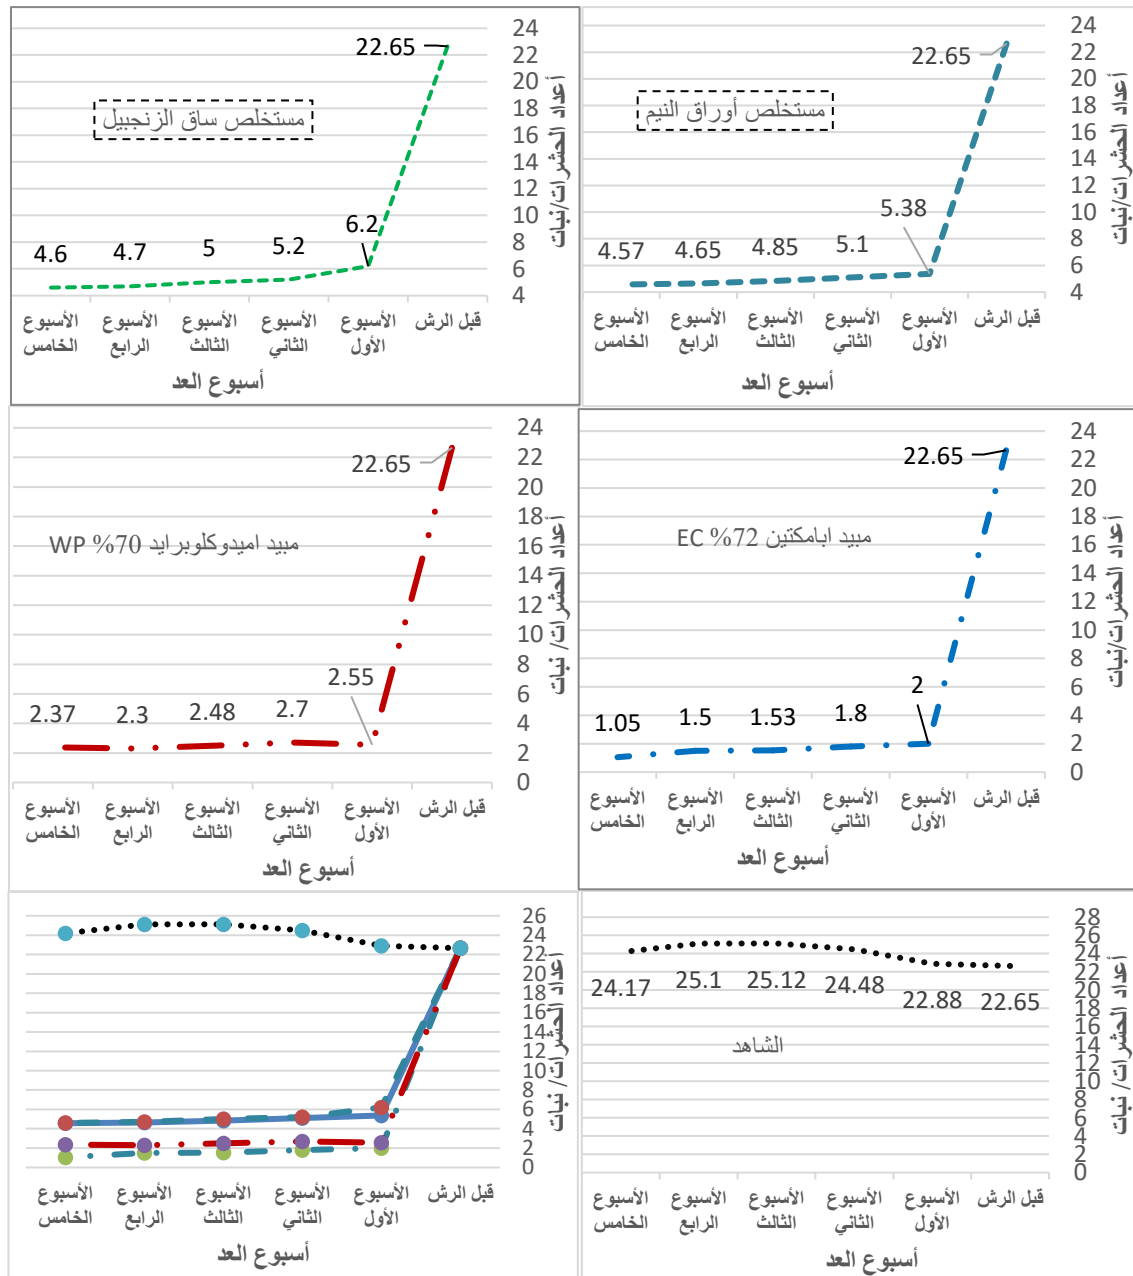 24
22
20
18
16
14
12
10
8
6
4
أعداد الحشرات/نبات
22.65
5.38
5.1
4.85
4.65
4.57
مستخلص أوراق النيم
قبل الرش
الأسبوع الأول
الأسبوع الثاني
الأسبوع الثالث
الأسبوع الرابع
الأسبوع الخامس
أسبوع العد
24
22
20
18
16
14
12
10
8
6
4
أعداد الحشرات/نبات
22.65
6.2
5.2
5
4.7
4.6
مستخلص ساق الزنجبيل
قبل الرش
الأسبوع الأول
الأسبوع الثاني
الأسبوع الثالث
الأسبوع الرابع
الأسبوع الخامس
أسبوع العد
24
22
20
18
16
14
12
10
8
6
4
2
0
أعداد الحشرات/نبات
22.65
2
1.8
1.53
1.5
1.05
مبيد ابامكتين 72% EC
قبل الرش
الأسبوع الأول
الأسبوع الثاني
الأسبوع الثالث
الأسبوع الرابع
الأسبوع الخامس
أسبوع العد
24
22
20
18
16
14
12
10
8
6
4
2
0
أعداد الحشرات/ نبات
22.65
2.55
2.7
2.48
2.3
2.37
مبيد اميدوكلوبرايد 70% WP
قبل الرش
الأسبوع الأول
الأسبوع الثاني
الأسبوع الثالث
الأسبوع الرابع
الأسبوع الخامس
أسبوع العد
28
26
24
22
20
18
16
14
12
10
8
6
4
2
0
أعداد الحشرات/ نبات
22.65
22.88
24.48
25.12
25.1
24.17
الشاهد
قبل الرش
الأسبوع الأول
الأسبوع الثاني
الأسبوع الثالث
الأسبوع الرابع
الأسبوع الخامس
أسبوع العد
26
24
22
20
18
16
14
12
10
8
6
4
2
0
أعداد الحشرات/ نبات
قبل الرش
الأسبوع الأول
الأسبوع الثاني
الأسبوع الثالث
الأسبوع الرابع
الأسبوع الخامس
أسبوع العد